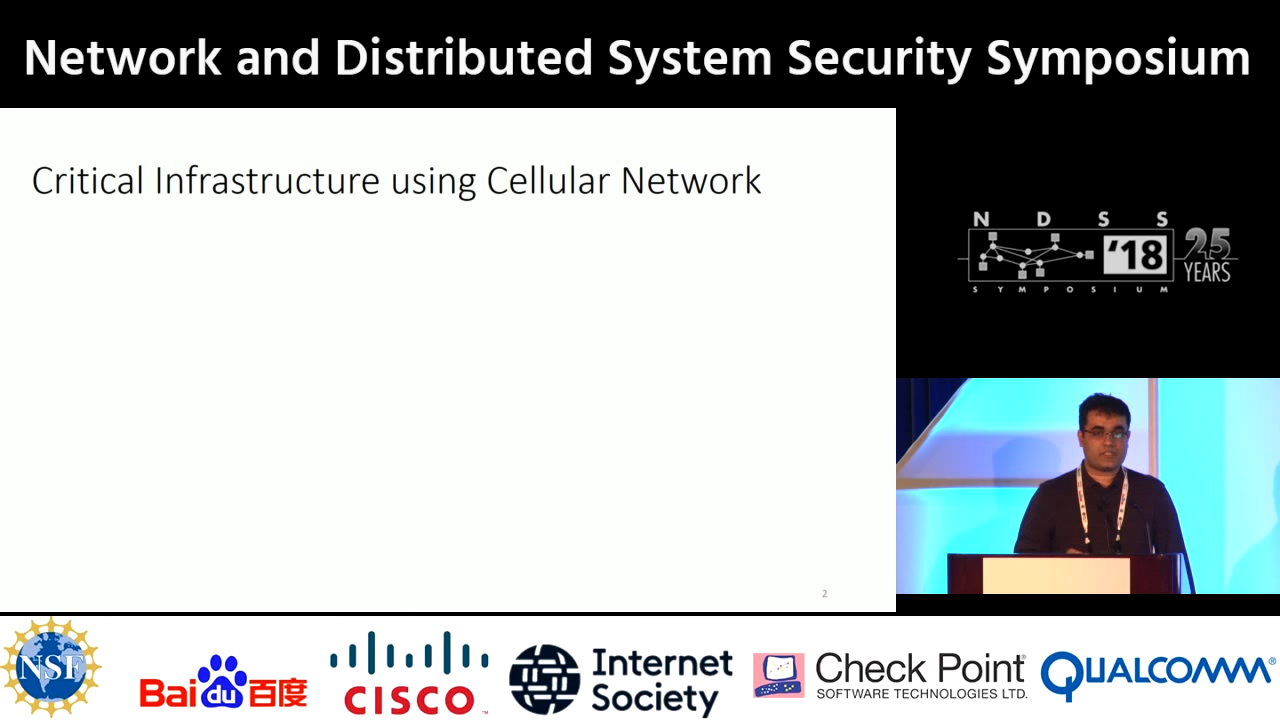 Network and Distributed System Security Symposium
Critical Infrastructure using Cellular Network
2
N D S S
'18
25
YEARS
S Y M P O S I U M
NSF
Bai du 百度
CISCO
Internet
Society
Check Point
SOFTWARE TECHNOLOGIES LTD.
QUALCOMM®